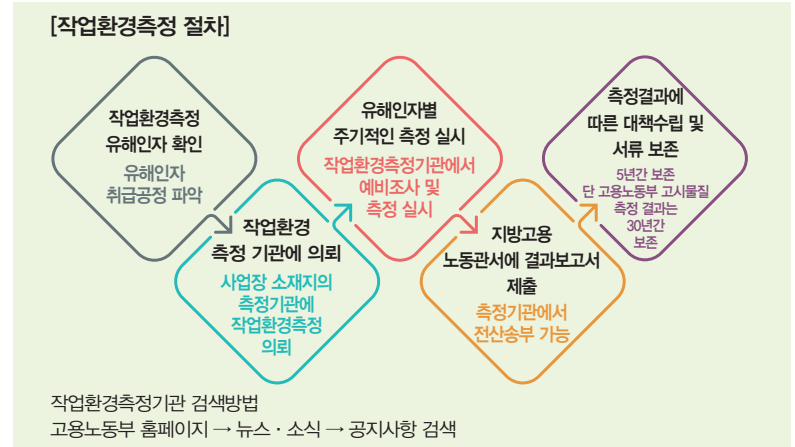 [작업환경측정 절차]
작업환경측정
유해인자 확인
유해인자
취급공정 파악
작업환경
측정 기관에 의뢰
사업장 소재지의
측정기관에
작업환경측정
의뢰
유해인자별
주기적인 측정 실시
작업환경측정기관에서
예비조사 및
측정 실시
지방고용
노동관서에 결과보고서
제출
측정기관에서
전산송부 가능
측정결과에
따른 대책수립 및
서류 보존
5년간 보존
단 고용노동부 고시물질
측정 결과는
30년간
보존
작업환경측정기관 검색방법
고용노동부 홈페이지 → 뉴스 · 소식 → 공지사항 검색